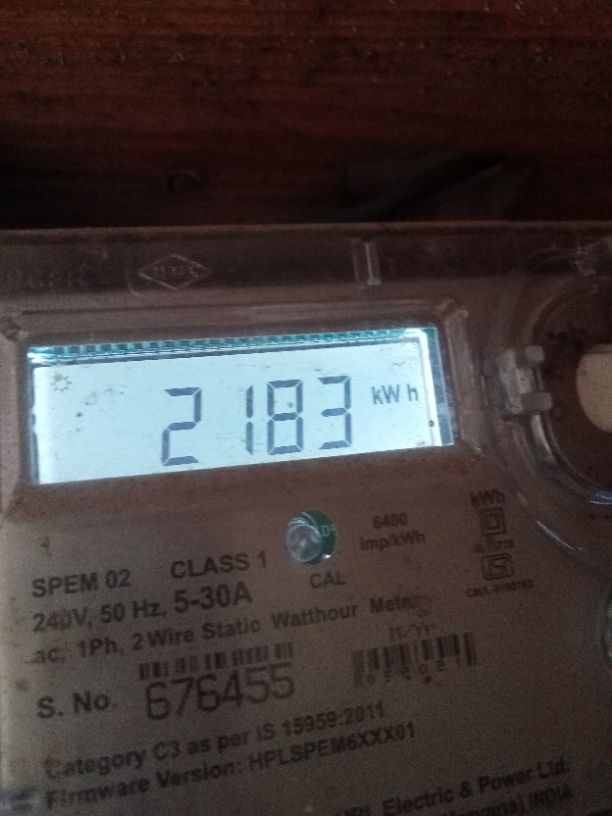 2183 kWh
6400
imp/kWh
kWh
CAL
SPEM 02 CLASS 1
240V, 50 Hz, 5-30A
ac, 1Ph, 2 Wire Static Watthour Meter
M/Yr.
S. No. 676455
Category C3 as per IS 15959:2011
Firmware Version: HPLSPEM6XXX01
Electric & Power Ltd.
INDIA